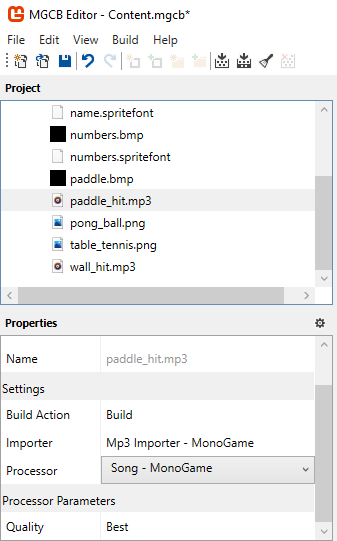 MGCB Editor - Content.mgcb*
File Edit View Build Help
Project
name.spritefont
numbers.bmp
numbers.spritefont
paddle.bmp
paddle_hit.mp3
pong_ball.png
table_tennis.png
wall_hit.mp3
Properties
Name paddle_hit.mp3
Settings
Build Action Build
Importer Mp3 Importer - MonoGame
Processor Song - MonoGame
Processor Parameters
Quality Best